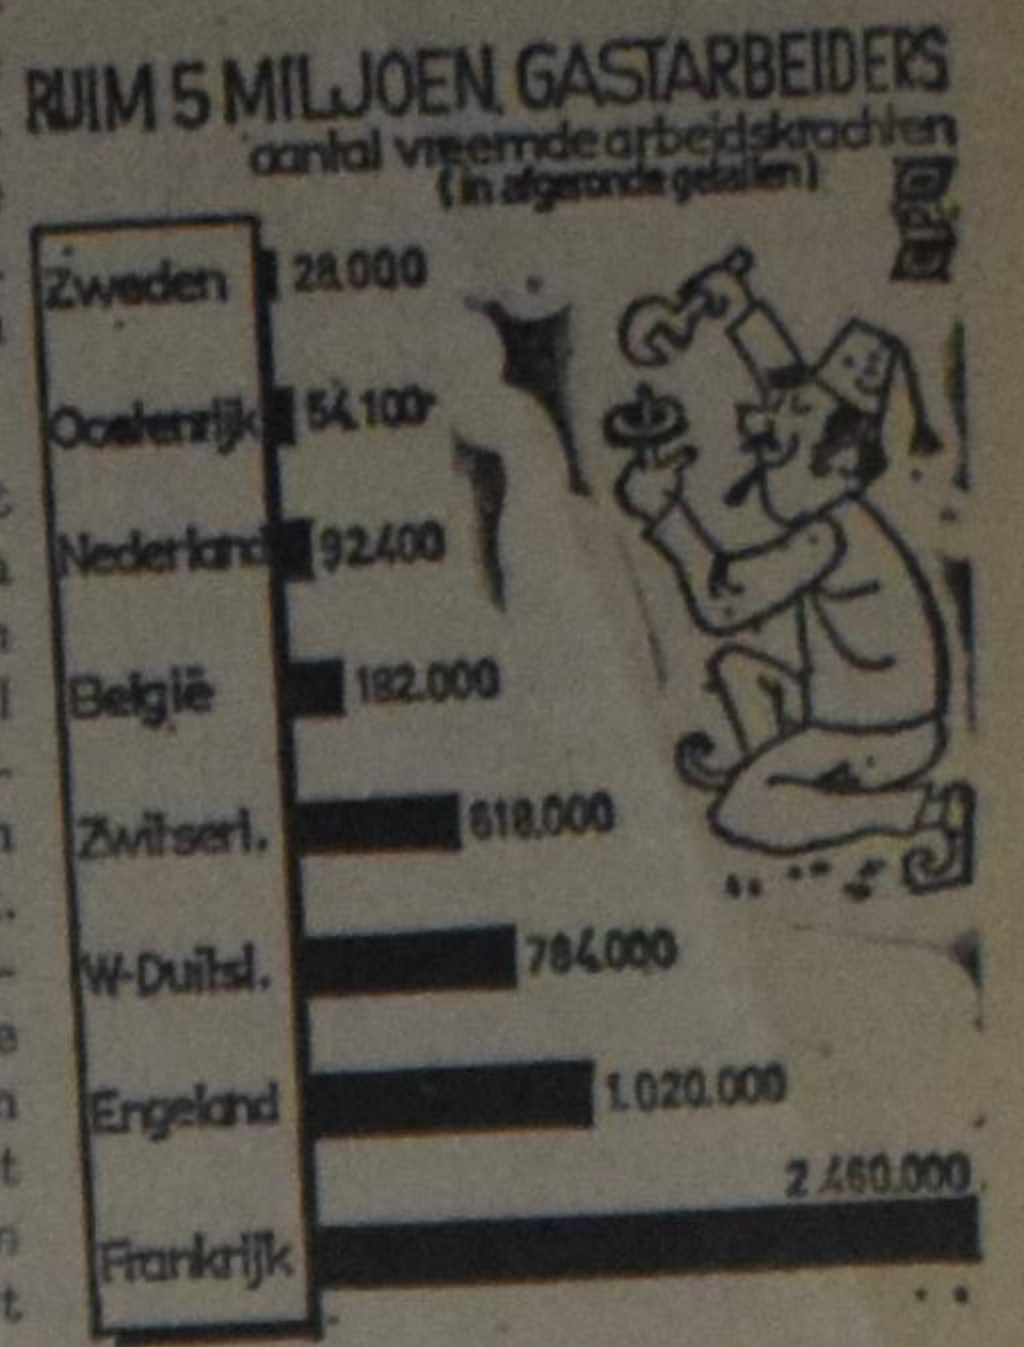 RUIM 5 MILJOEN GASTARBEIDERS
aantal vreemde arbeidskrachten
(in afgeronde getallen)
Zweden 28.000
Oostenrijk 54.100
Nederland 92.400
België 182.000
Zwitserl. 618.000
W-Duitsl. 784.000
Engeland 1.020.000
2.460.000
Frankrijk